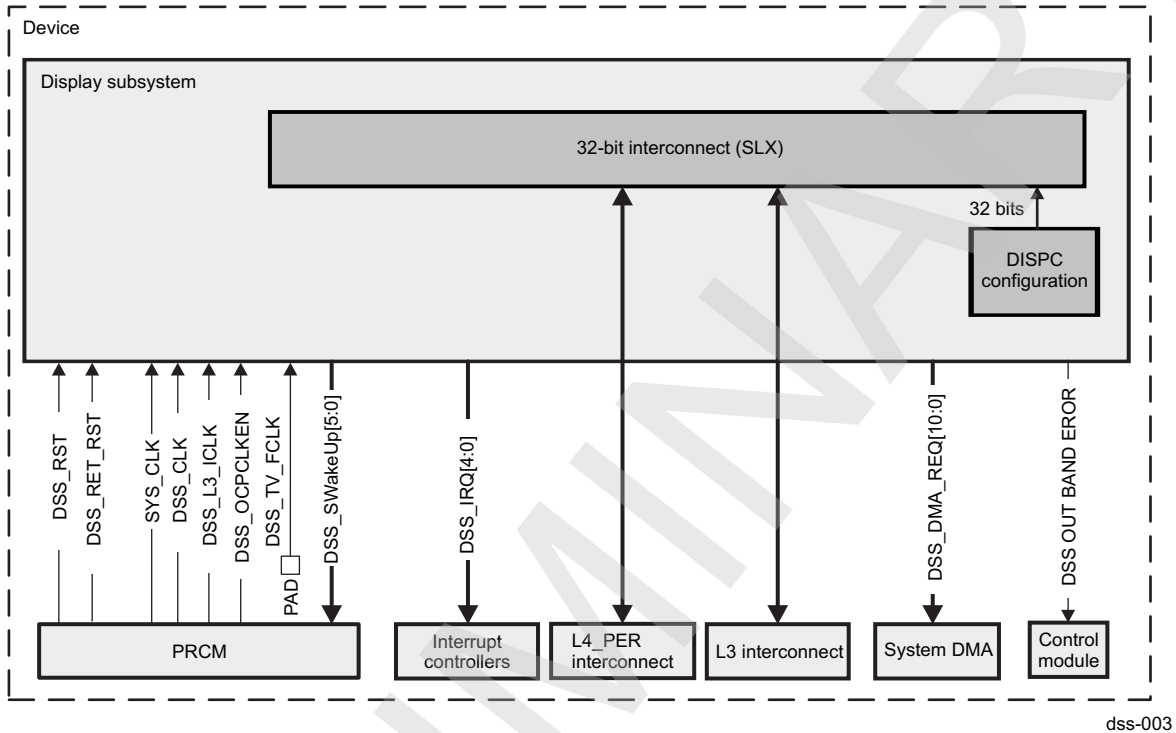 Device
Display subsystem
32-bit interconnect (SLX)
32 bits
DISPC
configuration
DSS_RST
DSS_RET_RST
SYS_CLK
DSS_CLK
DSS_L3_ICLK
DSS_OCPCLKEN
DSS_TV_FCLK
PAD
DSS_SWakeUp[5:0]
DSS_IRQ[4:0]
DSS_DMA_REQ[10:0]
DSS OUT BAND EROR
PRCM
Interrupt
controllers
L4_PER
interconnect
L3 interconnect
System DMA
Control
module
dss-003